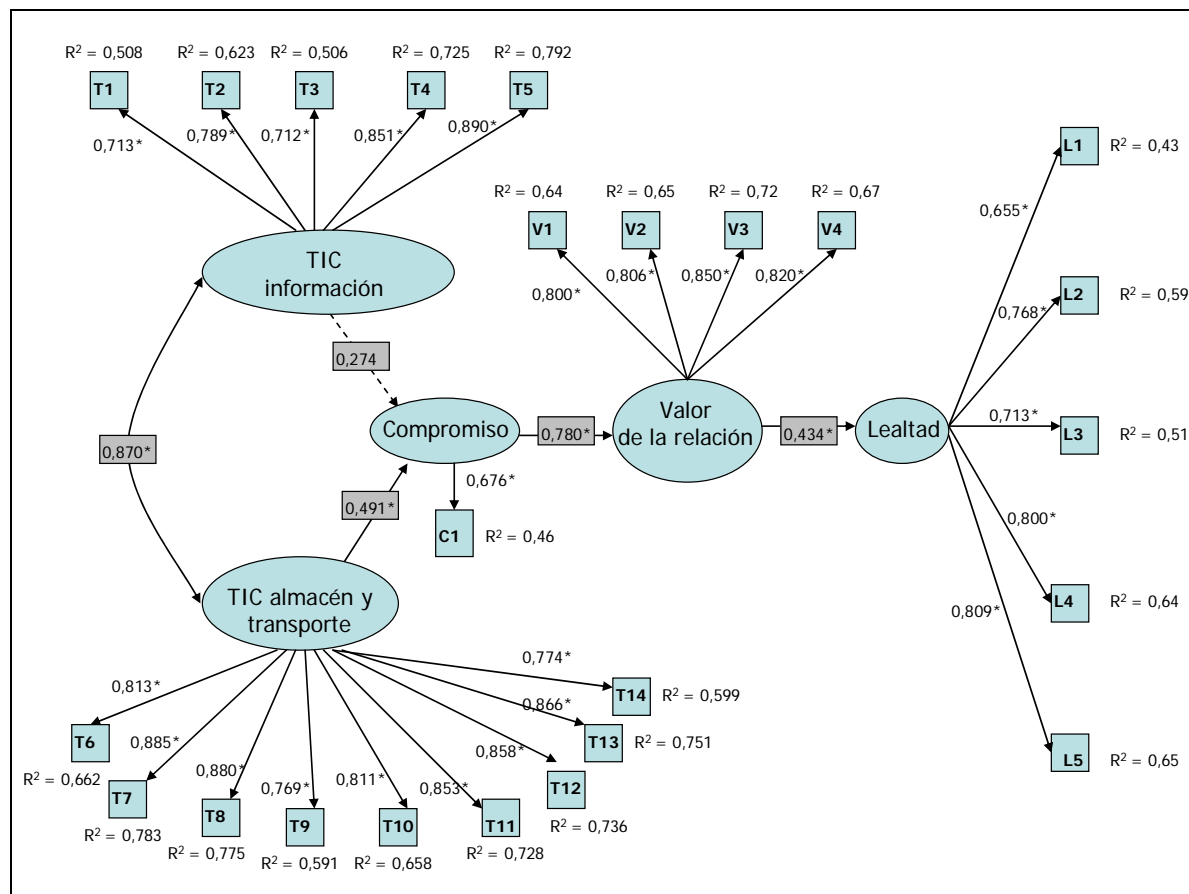 R² = 0,508
R² = 0,623
R² = 0,506
R² = 0,725
R² = 0,792
T1
T2
T3
T4
T5
0,713*
0,789*
0,712*
0,851*
0,890*
TIC
información
R² = 0,64
R² = 0,65
R² = 0,72
R² = 0,67
V1
V2
V3
V4
0,800*
0,806*
0,850*
0,820*
L1
R² = 0,43
0,655*
L2
R² = 0,59
0,768*
0,274
Compromiso
0,780*
Valor
de la relación
0,434*
Lealtad
0,713*
L3
R² = 0,51
0,870*
0,491*
0,676*
C1
R² = 0,46
0,800*
L4
R² = 0,64
0,809*
L5
R² = 0,65
TIC almacén y
transporte
0,813*
0,885*
0,880*
0,769*
0,811*
0,853*
0,858*
0,866*
0,774*
T14
R² = 0,599
T6
R² = 0,662
T13
R² = 0,751
T7
R² = 0,783
T8
R² = 0,775
T9
R² = 0,591
T10
R² = 0,658
T11
R² = 0,728
T12
R² = 0,736